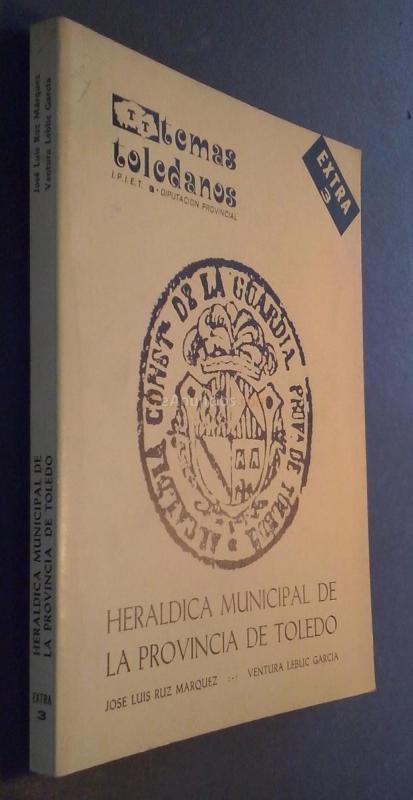 José Luis Ruz Márquez
Ventura Leblic García
HERALDICA MUNICIPAL DE
LA PROVINCIA DE TOLEDO
EXTRA
3
temas
toledanos
I.P.I.E.T. - DIPUTACION PROVINCIAL
EXTRA
3
ALCALDIA CONST. DE LA GUARDIA
PROVA DE TOLEDO
HERALDICA MUNICIPAL DE
LA PROVINCIA DE TOLEDO
JOSE LUIS RUZ MARQUEZ -:- VENTURA LEBLIC GARCIA